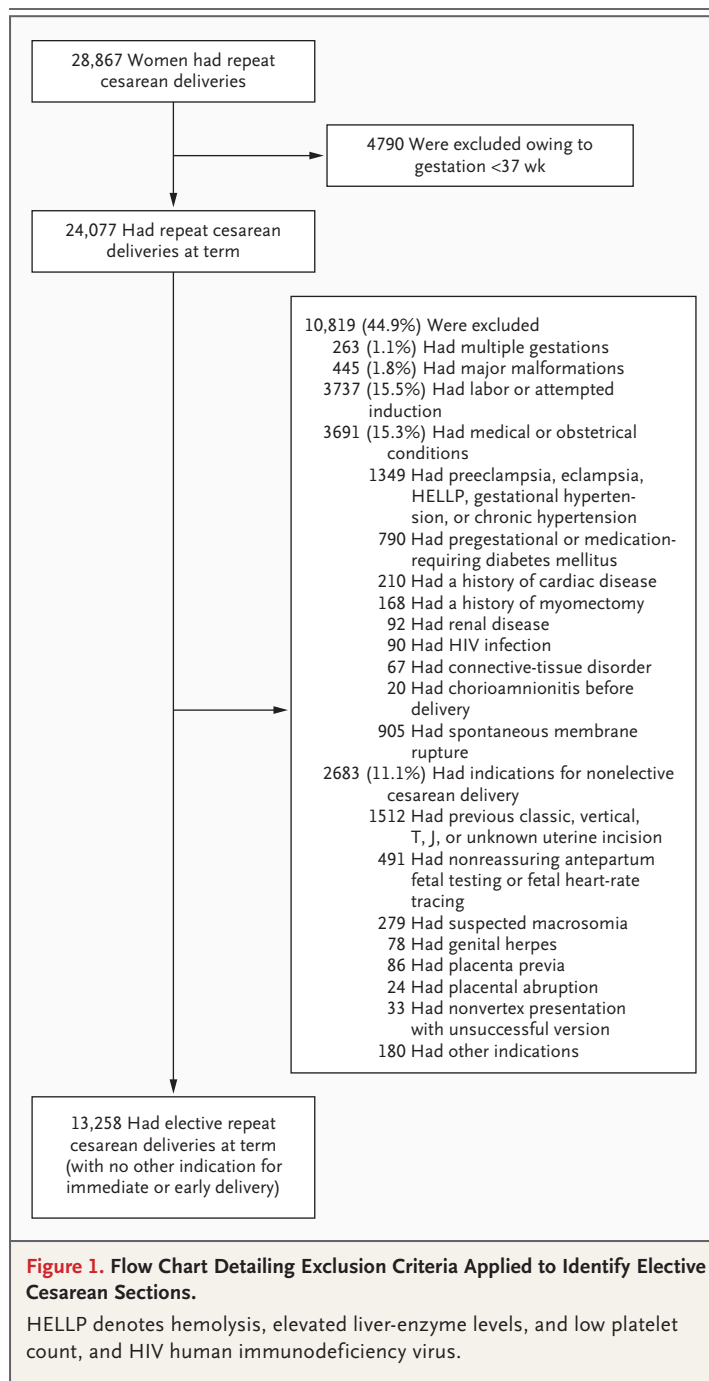 28,867 Women had repeat
cesarean deliveries
4790 Were excluded owing to
gestation <37 wk
24,077 Had repeat cesarean
deliveries at term
10,819 (44.9%) Were excluded
263 (1.1%) Had multiple gestations
445 (1.8%) Had major malformations
3737 (15.5%) Had labor or attempted
induction
3691 (15.3%) Had medical or obstetrical
conditions
1349 Had preeclampsia, eclampsia,
HELLP, gestational hyperten-
sion, or chronic hypertension
790 Had pregestational or medication-
requiring diabetes mellitus
210 Had a history of cardiac disease
168 Had a history of myomectomy
92 Had renal disease
90 Had HIV infection
67 Had connective-tissue disorder
20 Had chorioamnionitis before
delivery
905 Had spontaneous membrane
rupture
2683 (11.1%) Had indications for nonelective
cesarean delivery
1512 Had previous classic, vertical,
T, J, or unknown uterine incision
491 Had nonreassuring antepartum
fetal testing or fetal heart-rate
tracing
279 Had suspected macrosomia
78 Had genital herpes
86 Had placenta previa
24 Had placental abruption
33 Had nonvertex presentation
with unsuccessful version
180 Had other indications
13,258 Had elective repeat
cesarean deliveries at term
(with no other indication for
immediate or early delivery)
Figure 1. Flow Chart Detailing Exclusion Criteria Applied to Identify Elective
Cesarean Sections.
HELLP denotes hemolysis, elevated liver-enzyme levels, and low platelet
count, and HIV human immunodeficiency virus.